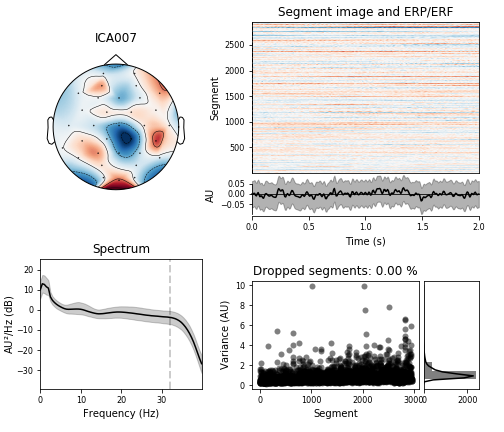 ICA007
Segment image and ERP/ERF
Segment
2500
2000
1500
1000
500
AU
0.05
0.00
−0.05
0.0 0.5 1.0 1.5 2.0
Time (s)
Spectrum
AU²/Hz (dB)
20
10
0
−10
−20
−30
0 10 20 30
Frequency (Hz)
Dropped segments: 0.00 %
Variance (AU)
10
8
6
4
2
0
0 1000 2000 3000
0 2000
Segment